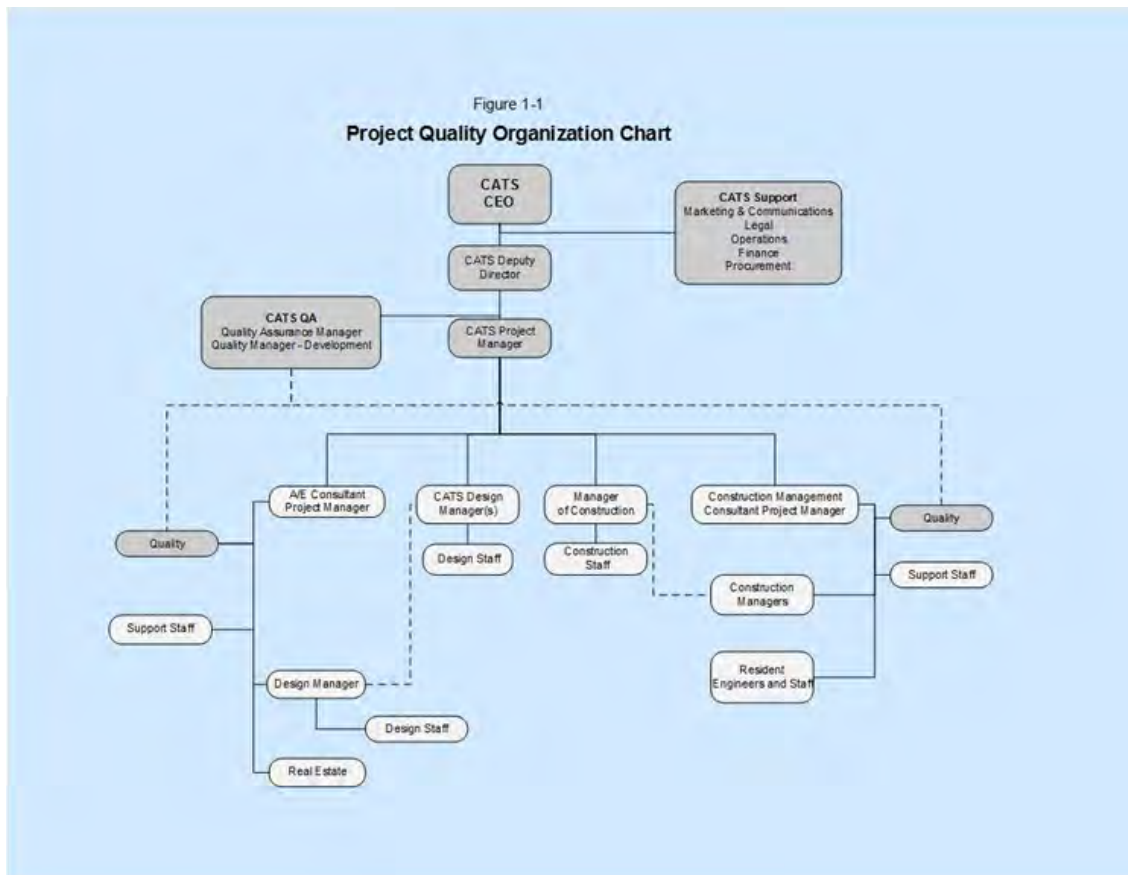 Figure 1-1
Project Quality Organization Chart
CATS
CEO
CATS Support
Marketing & Communications
Legal
Operations
Finance
Procurement
CATS Deputy
Director
CATS QA
Quality Assurance Manager
Quality Manager - Development
CATS Project
Manager
A/E Consultant
Project Manager
CATS Design
Manager(s)
Manager
of Construction
Construction Management
Consultant Project Manager
Quality
Quality
Design Staff
Construction
Staff
Support Staff
Construction
Managers
Support Staff
Resident
Engineers and Staff
Design Manager
Design Staff
Real Estate